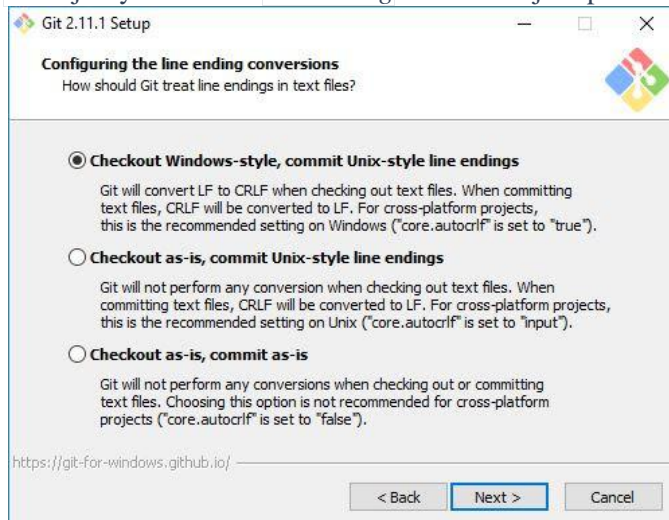 Git 2.11.1 Setup
Configuring the line ending conversions
How should Git treat line endings in text files?
Checkout Windows-style, commit Unix-style line endings
Git will convert LF to CRLF when checking out text files. When committing
text files, CRLF will be converted to LF. For cross-platform projects,
this is the recommended setting on Windows ("core.autocrlf" is set to "true").
Checkout as-is, commit Unix-style line endings
Git will not perform any conversion when checking out text files. When
committing text files, CRLF will be converted to LF. For cross-platform projects,
this is the recommended setting on Unix ("core.autocrlf" is set to "input").
Checkout as-is, commit as-is
Git will not perform any conversions when checking out or committing
text files. Choosing this option is not recommended for cross-platform
projects ("core.autocrlf" is set to "false").
https://git-for-windows.github.io/
< Back Next > Cancel